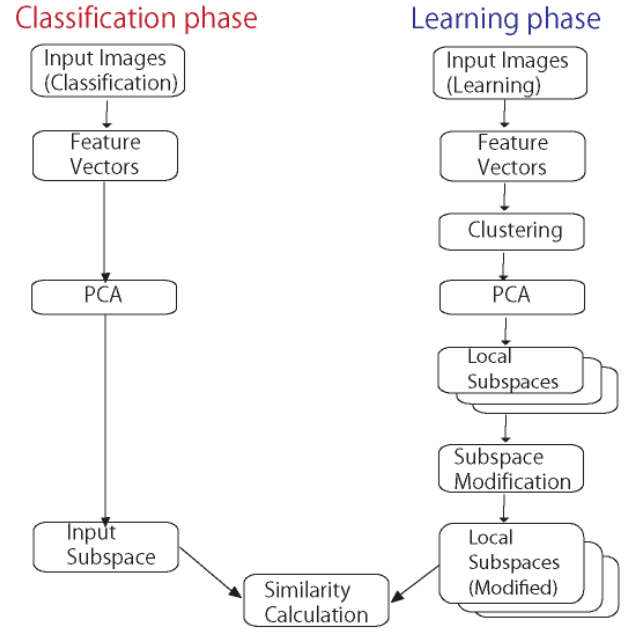 Classification phase
Input Images
(Classification)
Feature
Vectors
PCA
Input
Subspace
Learning phase
Input Images
(Learning)
Feature
Vectors
Clustering
PCA
Local
Subspaces
Subspace
Modification
Local
Subspaces
(Modified)
Similarity
Calculation